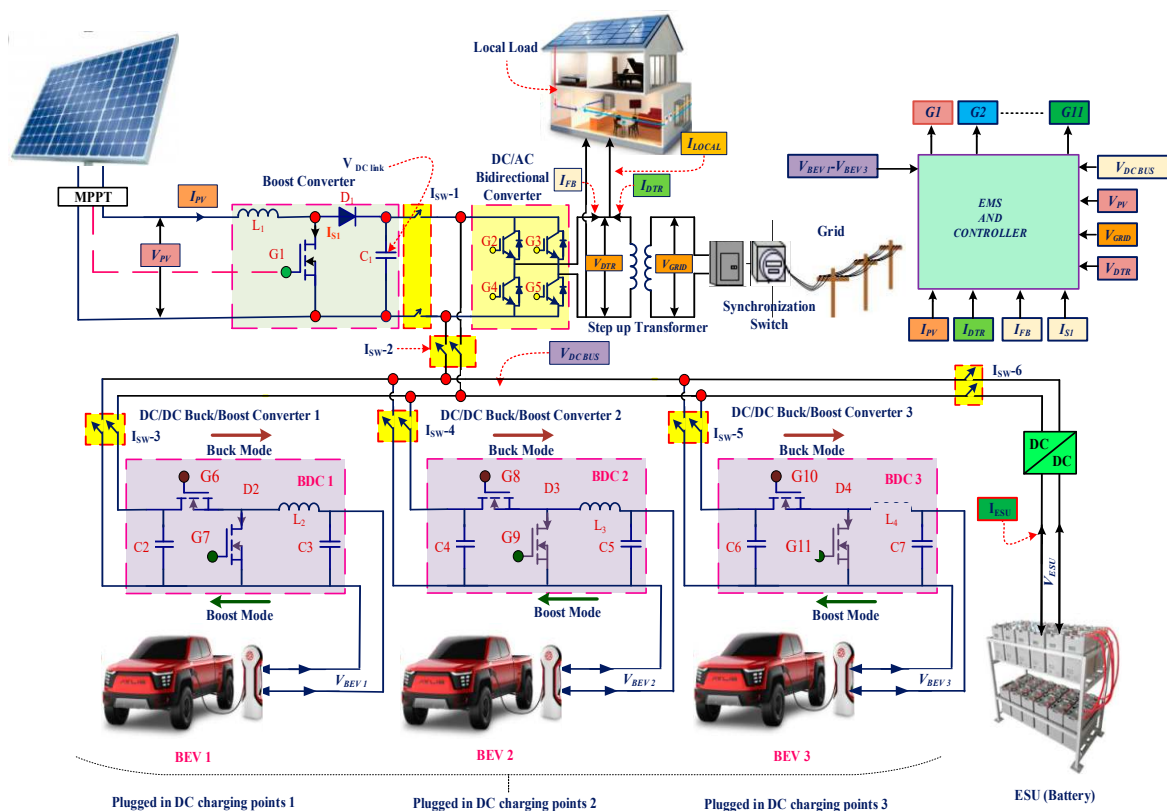 Local Load
I_LOCAL
G1
G2
G11
V_BEV 1-V_BEV 3
V_DC BUS
EMS
AND
CONTROLLER
V_PV
V_GRID
V_DTR
I_PV
I_DTR
I_FB
I_S1
MPPT
I_PV
V_PV
V_DC link
Boost Converter
D_1
L_1
I_S1
G1
C_1
I_SW-1
DC/AC
Bidirectional
Converter
G2
G3
G4
G5
I_FB
I_DTR
V_DTR
V_GRID
Step up Transformer
Grid
Synchronization
Switch
I_SW-2
V_DC BUS
I_SW-6
DC/DC Buck/Boost Converter 1
DC/DC Buck/Boost Converter 2
DC/DC Buck/Boost Converter 3
I_SW-3
I_SW-4
I_SW-5
Buck Mode
Buck Mode
Buck Mode
DC
DC
G6
BDC 1
D2
L_2
G7
C2
C3
G8
BDC 2
D3
L_3
G9
C4
C5
G10
BDC 3
D4
L_4
G11
C6
C7
I_ESU
V_ESU
Boost Mode
Boost Mode
Boost Mode
V_BEV 1
V_BEV 2
V_BEV 3
BEV 1
BEV 2
BEV 3
Plugged in DC charging points 1
Plugged in DC charging points 2
Plugged in DC charging points 3
ESU (Battery)